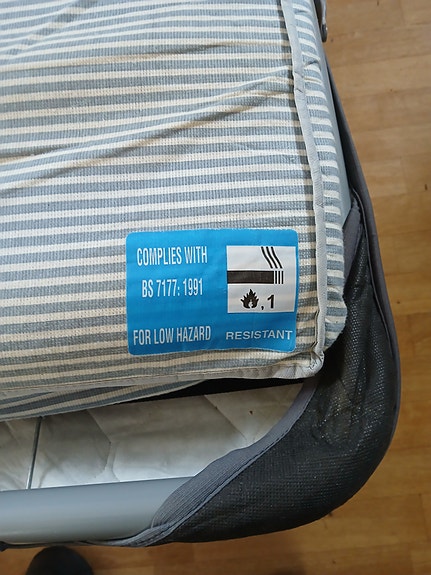 COMPLIES WITH
BS 7177: 1991
, 1
FOR LOW HAZARD RESISTANT